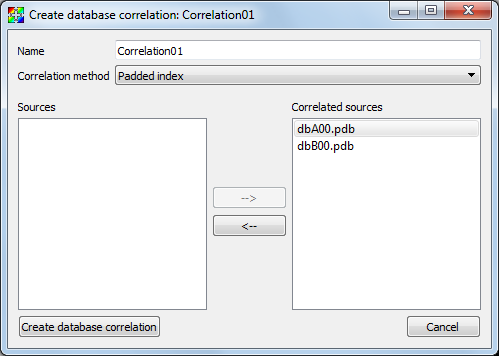 Create database correlation: Correlation01
Name Correlation01
Correlation method Padded index
Sources Correlated sources
dbA00.pdb
dbB00.pdb
-->
<--
Create database correlation Cancel